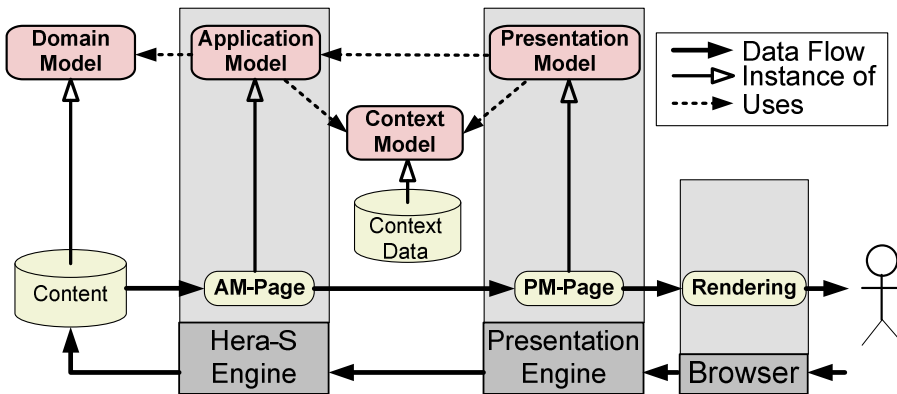 Domain
Model
Application
Model
Presentation
Model
Data Flow
Instance of
Uses
Context
Model
Context
Data
Content
AM-Page
PM-Page
Rendering
Hera-S
Engine
Presentation
Engine
Browser